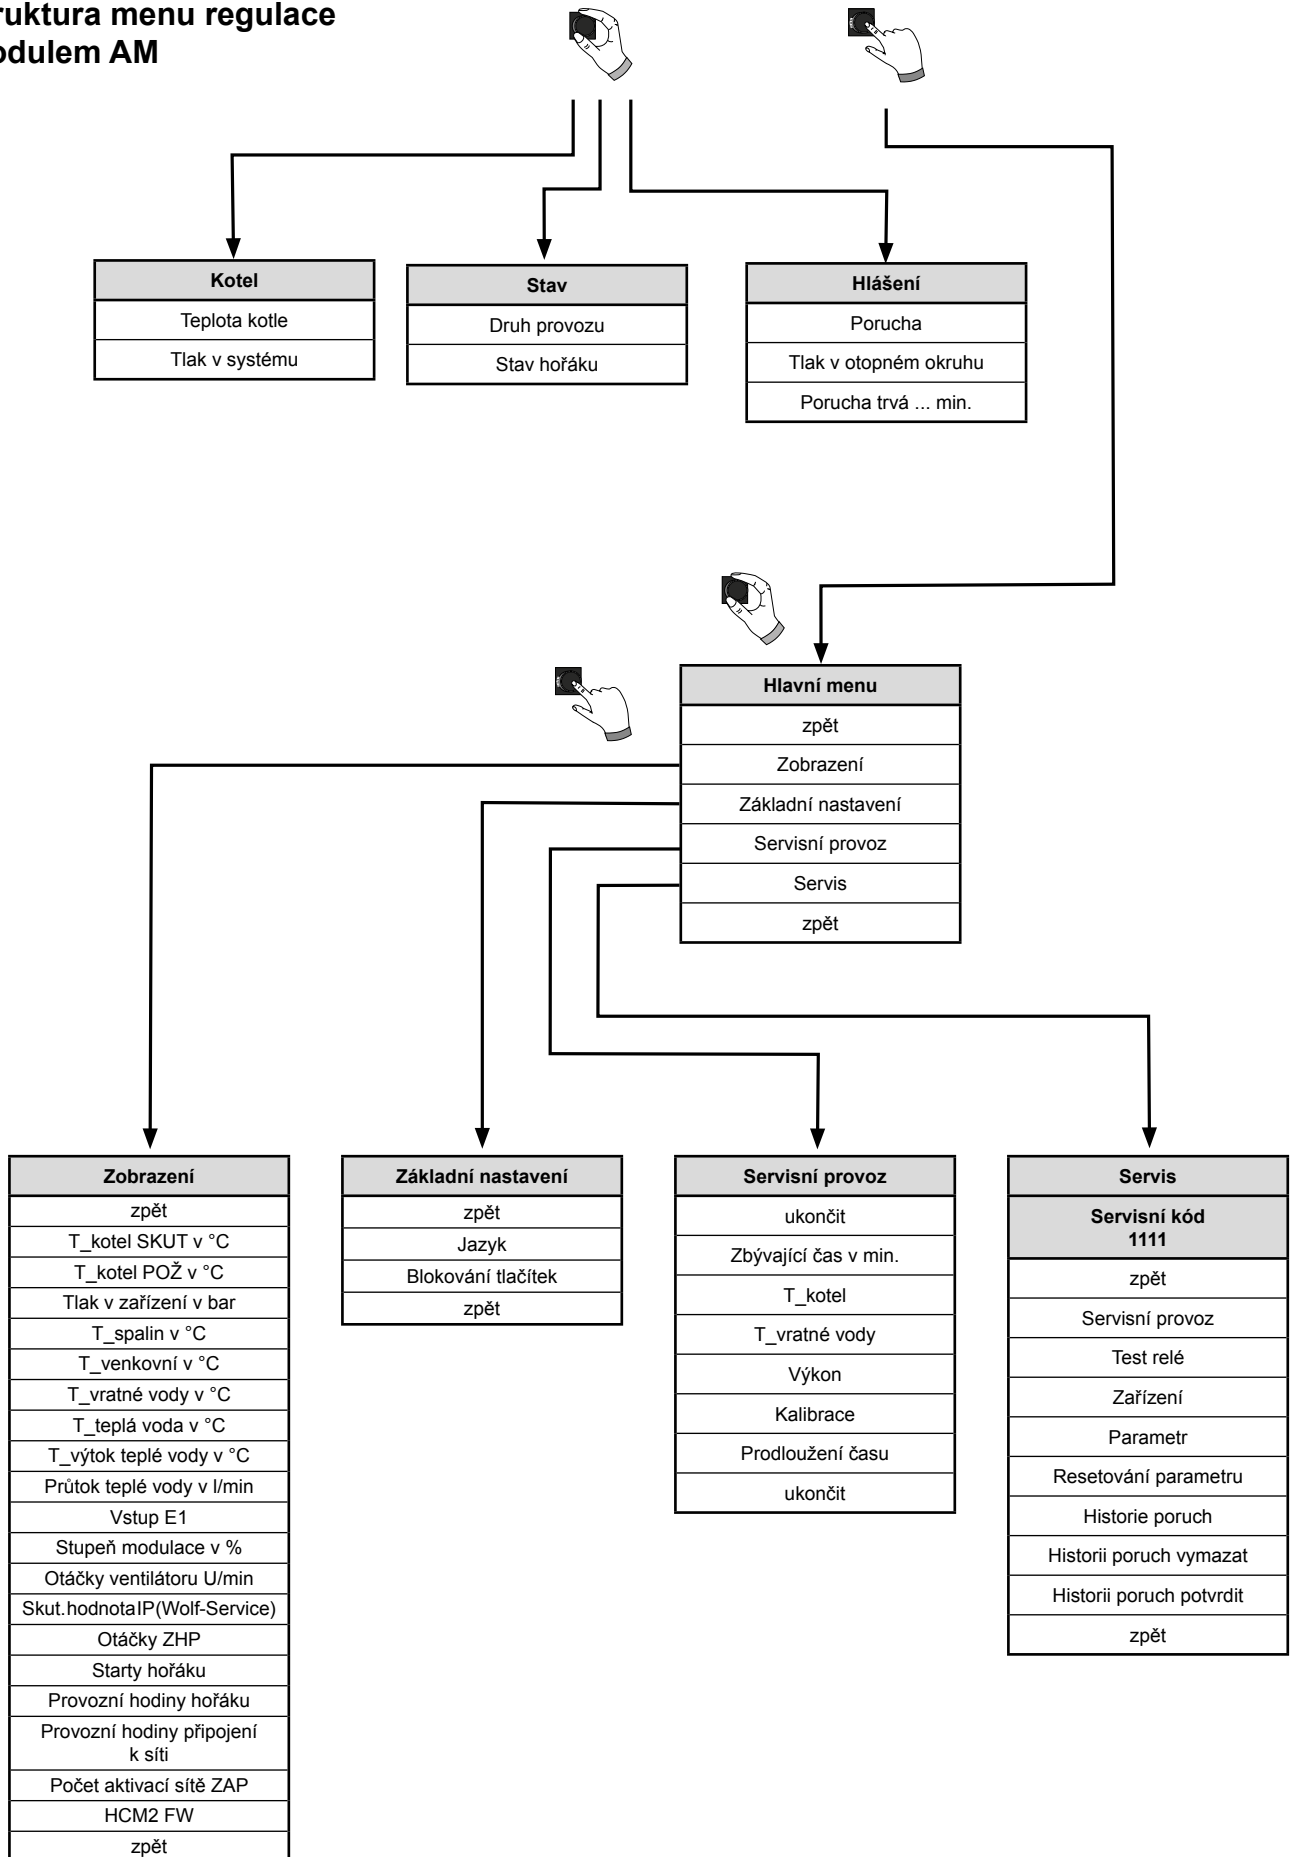 ruktura menu regulace
odulem AM
Kotel
Teplota kotle
Tlak v systému
Stav
Druh provozu
Stav hořáku
Hlášení
Porucha
Tlak v otopném okruhu
Porucha trvá ... min.
Hlavní menu
zpět
Zobrazení
Základní nastavení
Servisní provoz
Servis
zpět
Zobrazení
zpět
T_kotel SKUT v °C
T_kotel POŽ v °C
Tlak v zařízení v bar
T_spalin v °C
T_venkovní v °C
T_vratné vody v °C
T_teplá voda v °C
T_výtok teplé vody v °C
Průtok teplé vody v l/min
Vstup E1
Stupeň modulace v %
Otáčky ventilátoru U/min
Skut.hodnotaIP(Wolf-Service)
Otáčky ZHP
Starty hořáku
Provozní hodiny hořáku
Provozní hodiny připojení
k síti
Počet aktivací sítě ZAP
HCM2 FW
zpět
Základní nastavení
zpět
Jazyk
Blokování tlačítek
zpět
Servisní provoz
ukončit
Zbývající čas v min.
T_kotel
T_vratné vody
Výkon
Kalibrace
Prodloužení času
ukončit
Servis
Servisní kód
1111
zpět
Servisní provoz
Test relé
Zařízení
Parametr
Resetování parametru
Historie poruch
Historii poruch vymazat
Historii poruch potvrdit
zpět